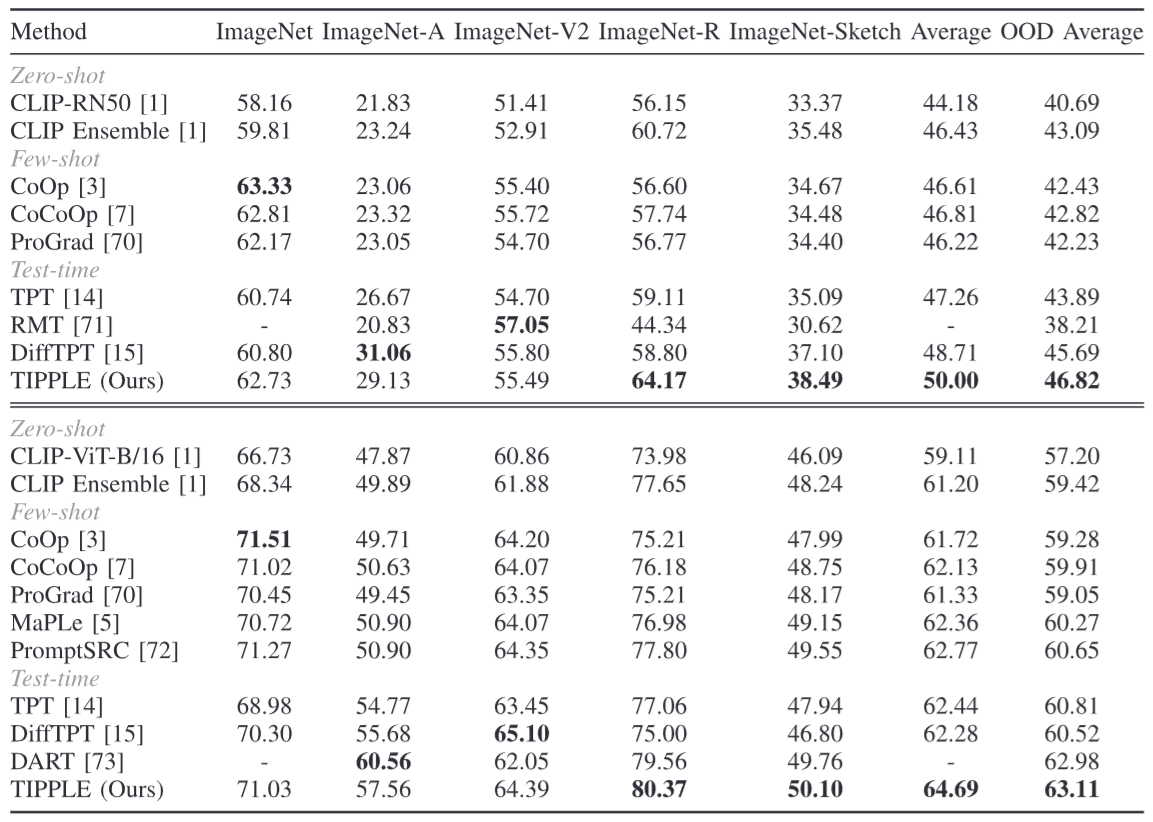 Method ImageNet ImageNet-A ImageNet-V2 ImageNet-R ImageNet-Sketch Average OOD Average
Zero-shot
CLIP-RN50 [1] 58.16 21.83 51.41 56.15 33.37 44.18 40.69
CLIP Ensemble [1] 59.81 23.24 52.91 60.72 35.48 46.43 43.09
Few-shot
CoOp [3] 63.33 23.06 55.40 56.60 34.67 46.61 42.43
CoCoOp [7] 62.81 23.32 55.72 57.74 34.48 46.81 42.82
ProGrad [70] 62.17 23.05 54.70 56.77 34.40 46.22 42.23
Test-time
TPT [14] 60.74 26.67 54.70 59.11 35.09 47.26 43.89
RMT [71] - 20.83 57.05 44.34 30.62 - 38.21
DiffTPT [15] 60.80 31.06 55.80 58.80 37.10 48.71 45.69
TIPPLE (Ours) 62.73 29.13 55.49 64.17 38.49 50.00 46.82
Zero-shot
CLIP-ViT-B/16 [1] 66.73 47.87 60.86 73.98 46.09 59.11 57.20
CLIP Ensemble [1] 68.34 49.89 61.88 77.65 48.24 61.20 59.42
Few-shot
CoOp [3] 71.51 49.71 64.20 75.21 47.99 61.72 59.28
CoCoOp [7] 71.02 50.63 64.07 76.18 48.75 62.13 59.91
ProGrad [70] 70.45 49.45 63.35 75.21 48.17 61.33 59.05
MaPLe [5] 70.72 50.90 64.07 76.98 49.15 62.36 60.27
PromptSRC [72] 71.27 50.90 64.35 77.80 49.55 62.77 60.65
Test-time
TPT [14] 68.98 54.77 63.45 77.06 47.94 62.44 60.81
DiffTPT [15] 70.30 55.68 65.10 75.00 46.80 62.28 60.52
DART [73] - 60.56 62.05 79.56 49.76 - 62.98
TIPPLE (Ours) 71.03 57.56 64.39 80.37 50.10 64.69 63.11